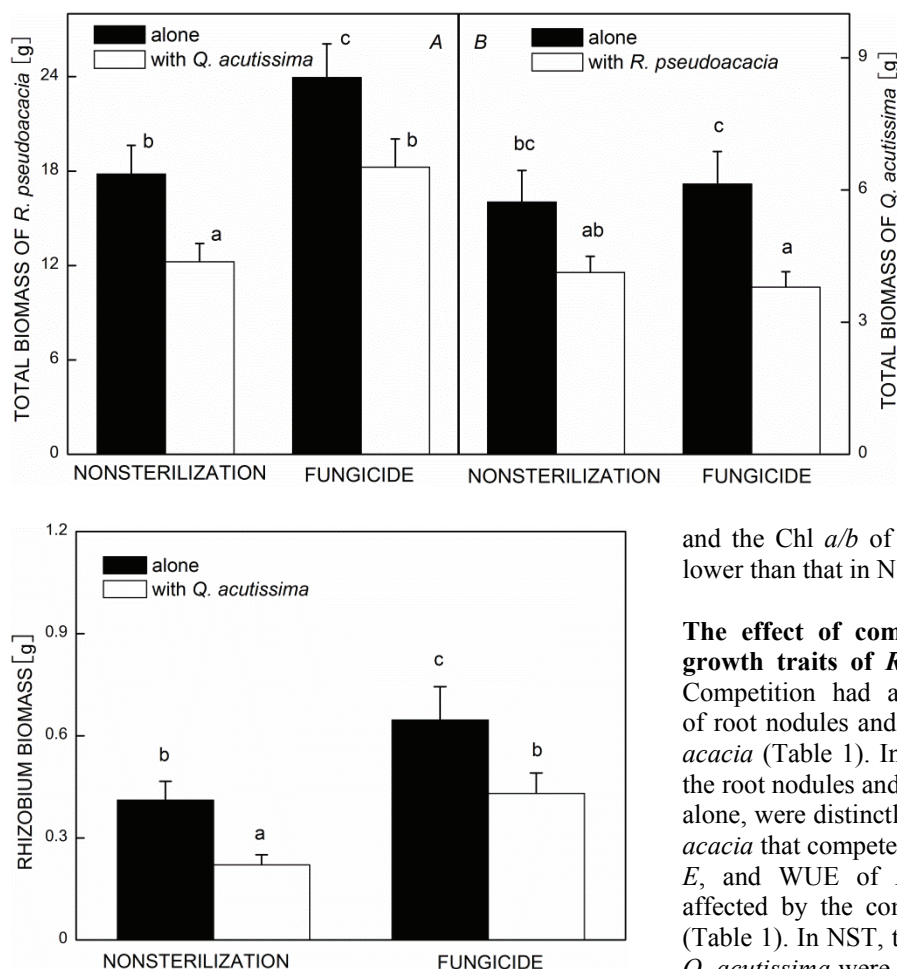 alone
with Q. acutissima
c
A
B
alone
with R. pseudoacacia
9
24
b
b
18
a
bc
c
6
ab
a
12
3
6
0
0
TOTAL BIOMASS OF R. pseudoacacia [g]
TOTAL BIOMASS OF Q. acutissima [g]
NONSTERILIZATION FUNGICIDE
NONSTERILIZATION FUNGICIDE
1.2
alone
with Q. acutissima
0.9
c
0.6
b
b
0.3
a
0
RHIZOBIUM BIOMASS [g]
NONSTERILIZATION FUNGICIDE
and the Chl a/b of
lower than that in N
The effect of com
growth traits of R
Competition had a
of root nodules and
acacia (Table 1). In
the root nodules and
alone, were distinctl
acacia that compete
E, and WUE of
affected by the con
(Table 1). In NST, t
Q. acutissima were